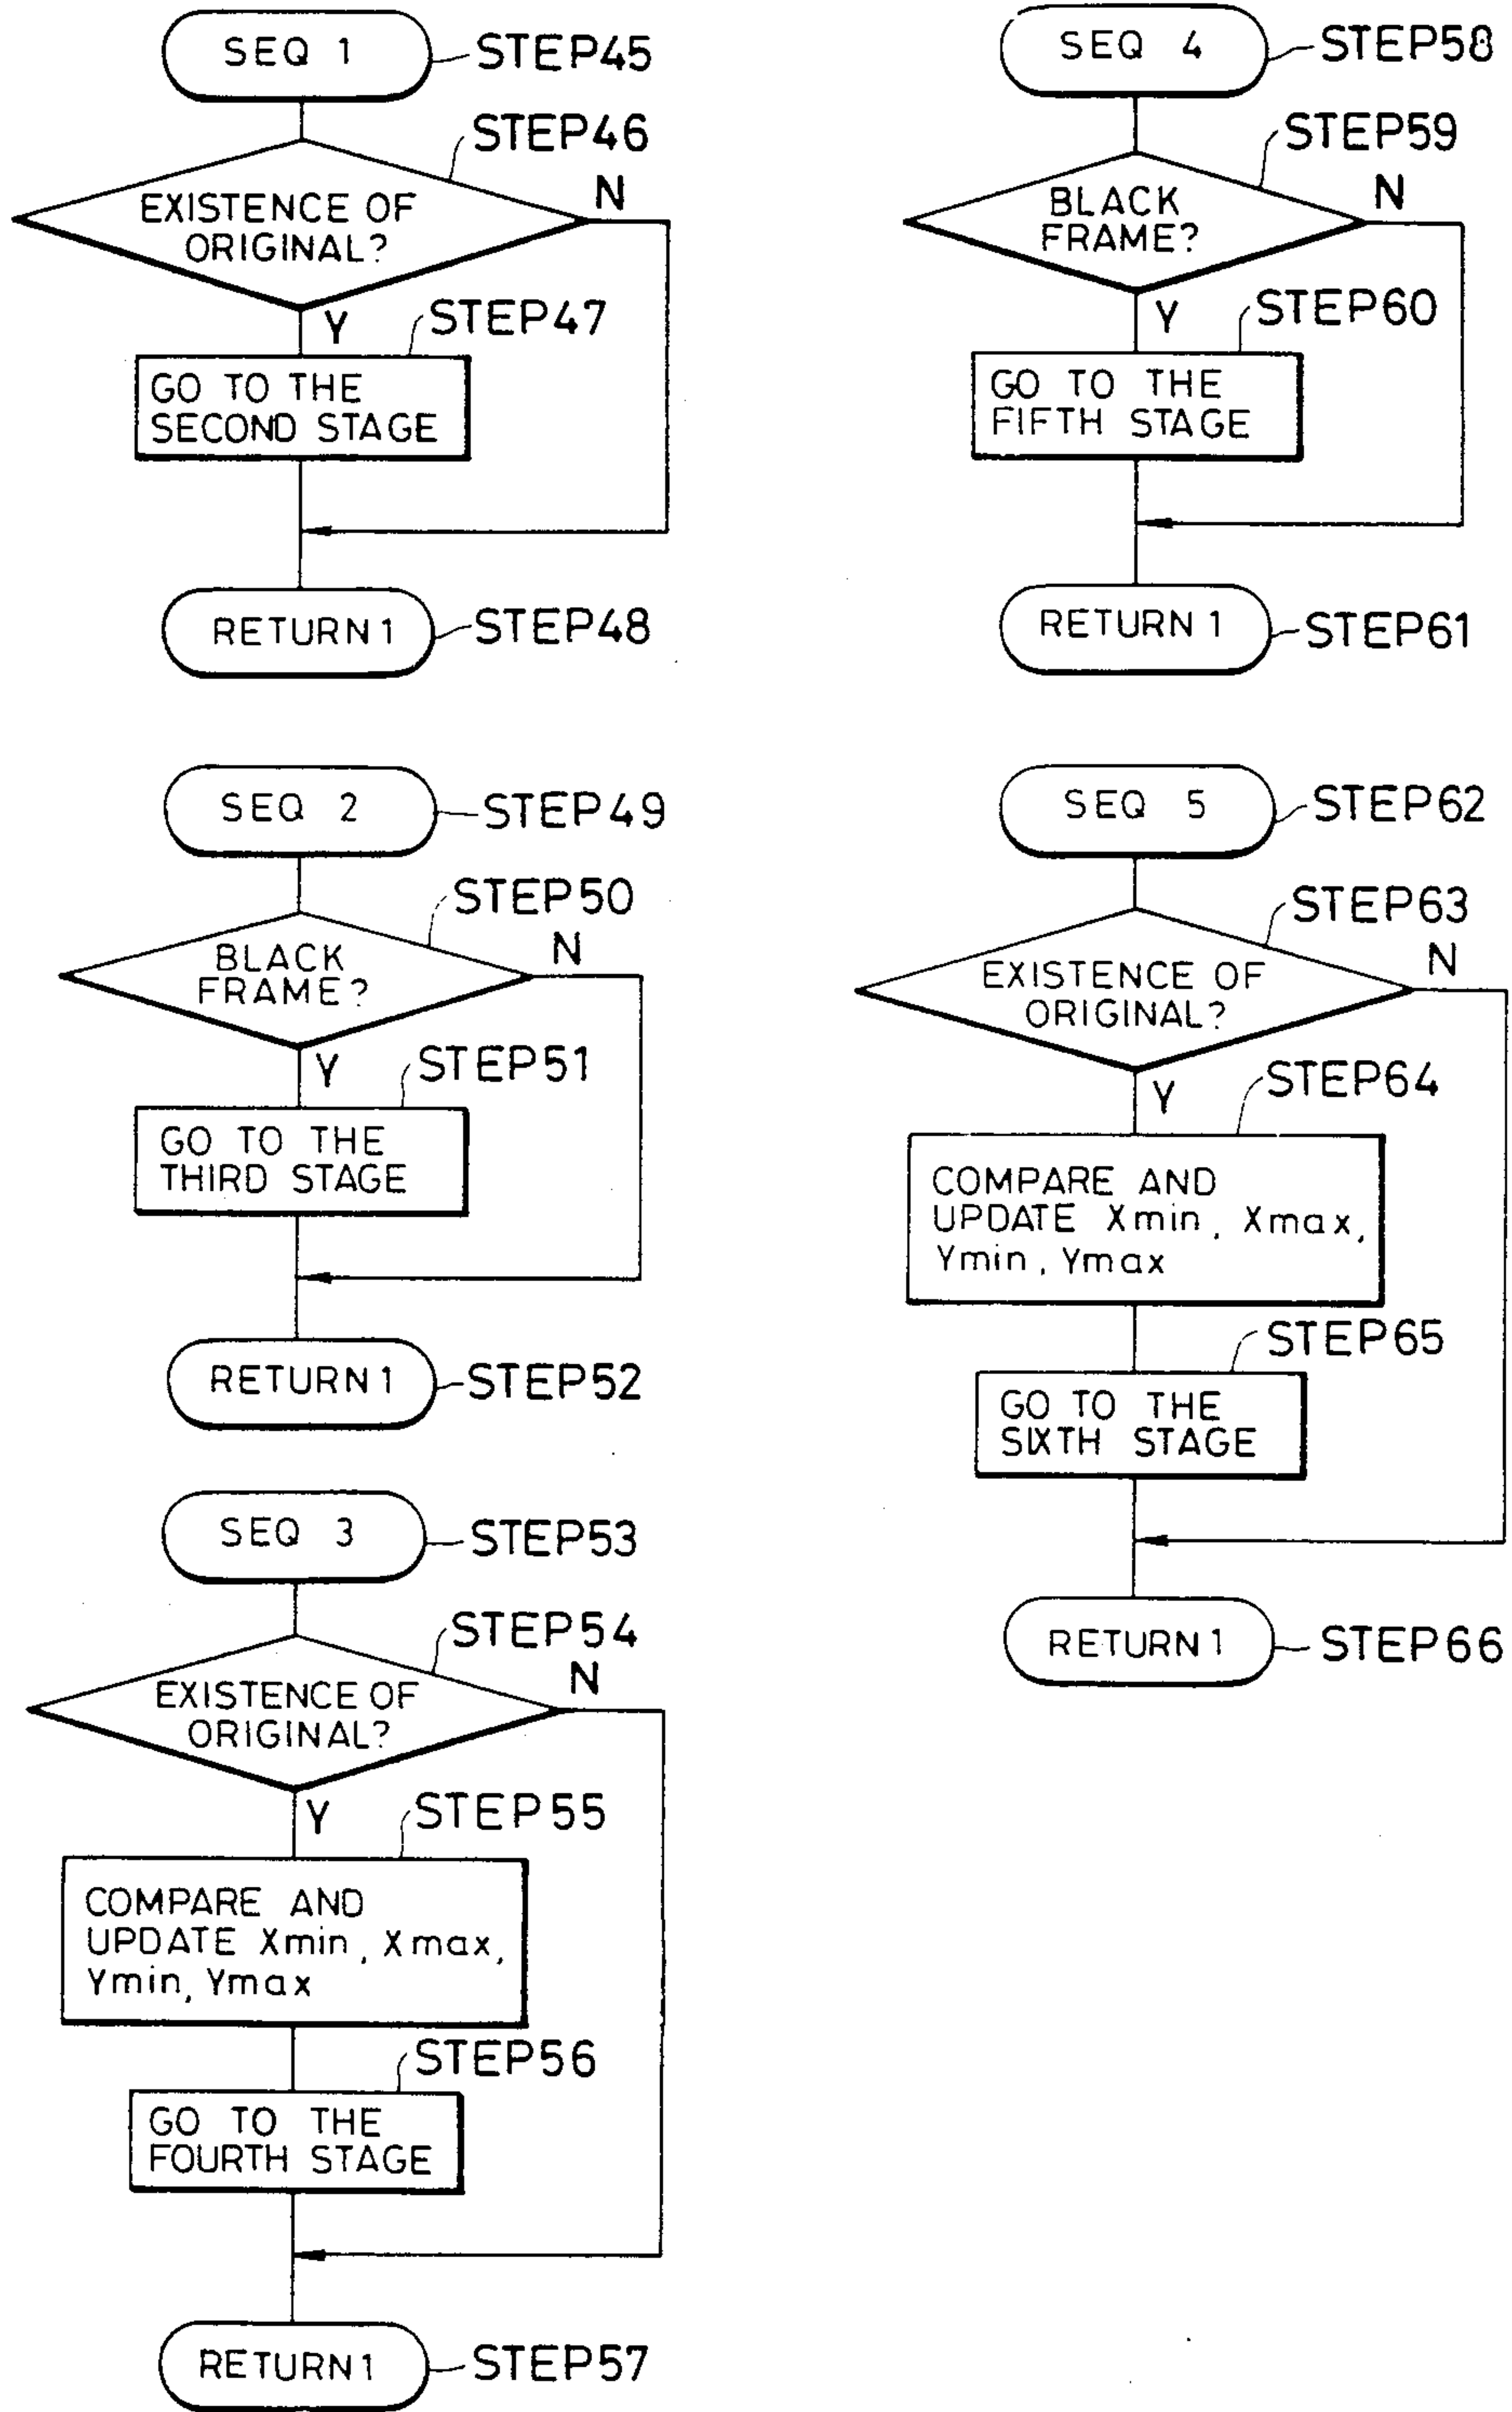 SEQ 1
STEP45
STEP46
EXISTENCE OF
ORIGINAL?
N
Y
STEP47
GO TO THE
SECOND STAGE
RETURN 1
STEP48
SEQ 2
STEP49
STEP50
BLACK
FRAME?
N
Y
STEP51
GO TO THE
THIRD STAGE
RETURN 1
STEP52
SEQ 3
STEP53
STEP54
EXISTENCE OF
ORIGINAL?
N
Y
STEP55
COMPARE AND
UPDATE Xmin, Xmax,
Ymin, Ymax
STEP56
GO TO THE
FOURTH STAGE
RETURN 1
STEP57
SEQ 4
STEP58
STEP59
BLACK
FRAME?
N
Y
STEP60
GO TO THE
FIFTH STAGE
RETURN 1
STEP61
SEQ 5
STEP62
STEP63
EXISTENCE OF
ORIGINAL?
N
Y
STEP64
COMPARE AND
UPDATE Xmin, Xmax,
Ymin, Ymax
STEP65
GO TO THE
SIXTH STAGE
RETURN 1
STEP66